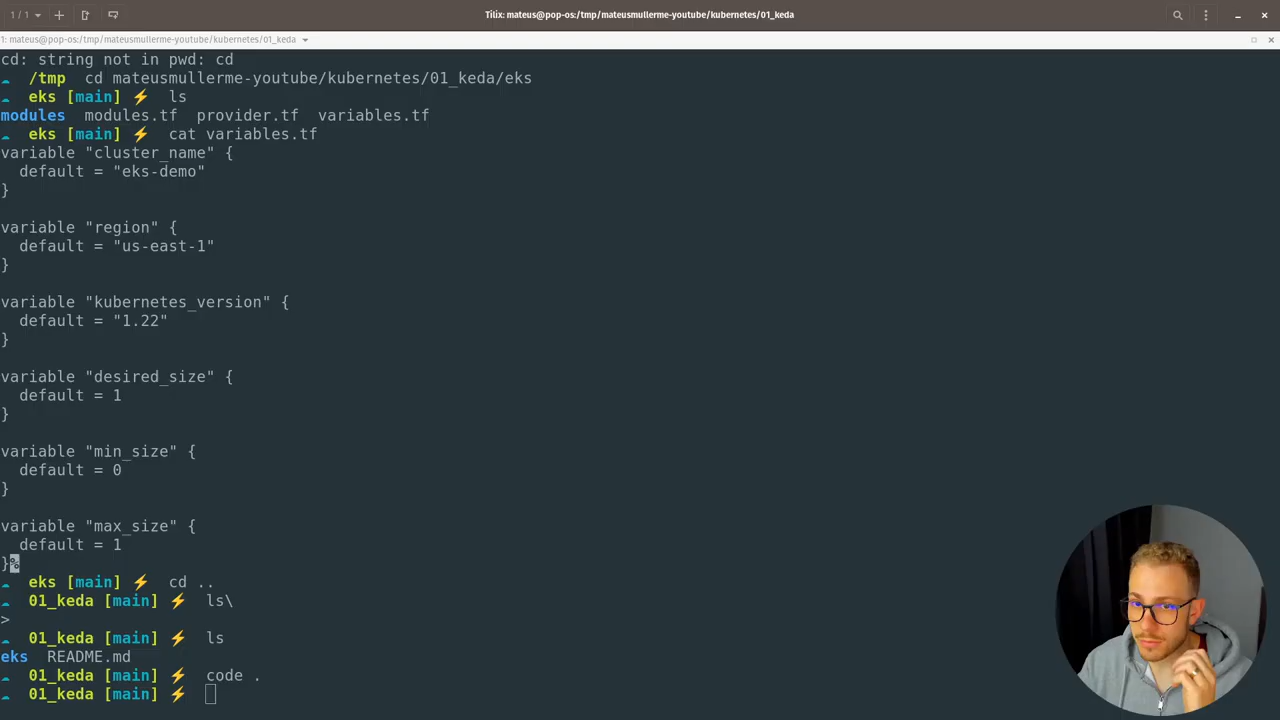 1 / 1
Tilix: mateus@pop-os:/tmp/mateusmullerme-youtube/kubernetes/01_keda
1: mateus@pop-os:/tmp/mateusmullerme-youtube/kubernetes/01_keda
cd: string not in pwd: cd
/tmp cd mateusmullerme-youtube/kubernetes/01_keda/eks
eks [main] ⚡ ls
modules modules.tf provider.tf variables.tf
eks [main] ⚡ cat variables.tf
variable "cluster_name" {
default = "eks-demo"
}
variable "region" {
default = "us-east-1"
}
variable "kubernetes_version" {
default = "1.22"
}
variable "desired_size" {
default = 1
}
variable "min_size" {
default = 0
}
variable "max_size" {
default = 1
}%
eks [main] ⚡ cd ..
01_keda [main] ⚡ ls\
>
01_keda [main] ⚡ ls
eks README.md
01_keda [main] ⚡ code .
01_keda [main] ⚡